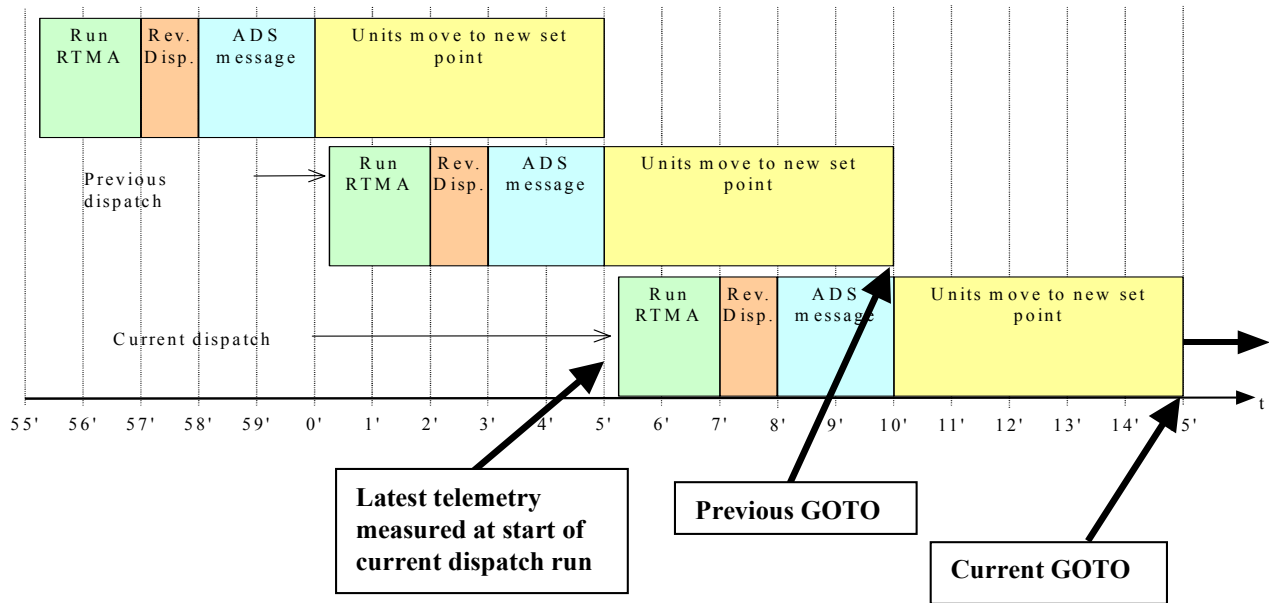 Run
RTMA
Rev.
Disp.
ADS
message
Units move to new set
point
Previous
dispatch
Run
RTMA
Rev.
Disp.
ADS
message
Units move to new set
point
Current dispatch
Run
RTMA
Rev.
Disp.
ADS
message
Units move to new set
point
55' 56' 57' 58' 59' 0' 1' 2' 3' 4' 5' 6' 7' 8' 9' 10' 11' 12' 13' 14' 5' t
Latest telemetry
measured at start of
current dispatch run
Previous GOTO
Current GOTO